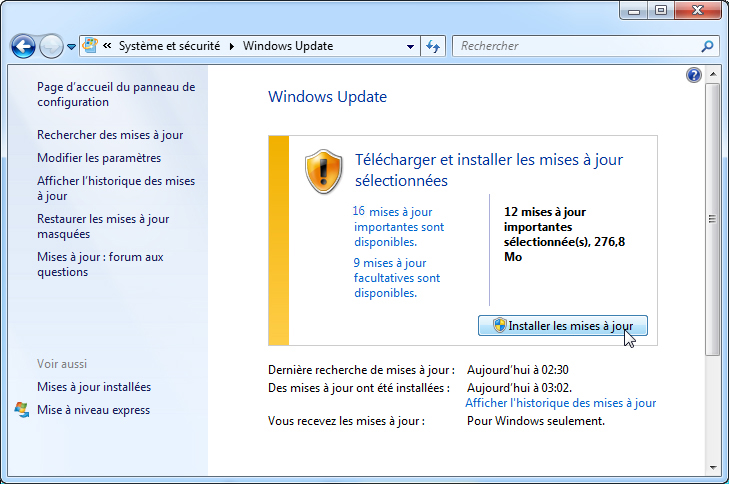 « Système et sécurité ▸ Windows Update
Rechercher
Page d'accueil du panneau de
configuration
Rechercher des mises à jour
Modifier les paramètres
Afficher l'historique des mises
à jour
Restaurer les mises à jour
masquées
Mises à jour : forum aux
questions
Voir aussi
Mises à jour installées
Mise à niveau express
Windows Update
Télécharger et installer les mises à jour
sélectionnées
16 mises à jour
importantes sont
disponibles.
9 mises à jour
facultatives sont
disponibles.
12 mises à jour
importantes
sélectionnée(s), 276,8
Mo
Installer les mises à jour
Dernière recherche de mises à jour : Aujourd'hui à 02:30
Des mises à jour ont été installées : Aujourd'hui à 03:02.
Afficher l'historique des mises à jour
Vous recevez les mises à jour : Pour Windows seulement.